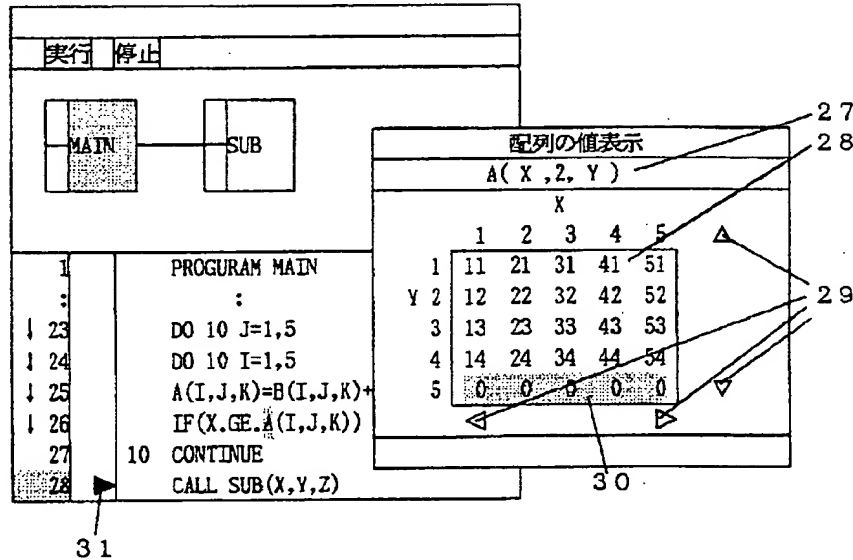 実行 停止
MAIN SUB
配列の値表示
A( X ,2, Y )
X
1 2 3 4 5
1 11 21 31 41 51
Y 2 12 22 32 42 52
3 13 23 33 43 53
4 14 24 34 44 54
5 0 0 0 0 0
1 PROGURAM MAIN
: :
↓ 23 DO 10 J=1,5
↓ 24 DO 10 I=1,5
↓ 25 A(I,J,K)=B(I,J,K)+
↓ 26 IF(X.GE.A(I,J,K))
27 10 CONTINUE
28 CALL SUB(X,Y,Z)
27
28
29
30
31